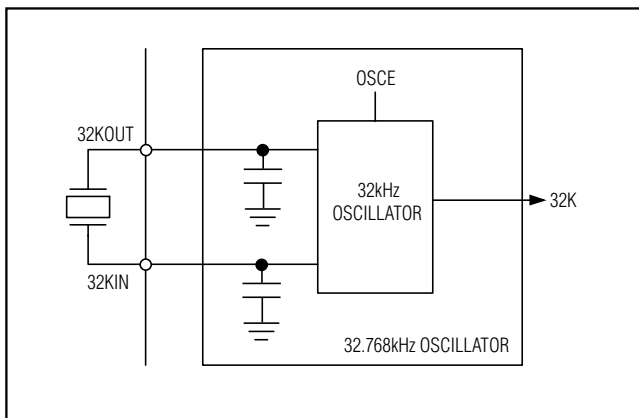 OSCE
32KOUT
32kHz
OSCILLATOR
32K
32KIN
32.768kHz OSCILLATOR